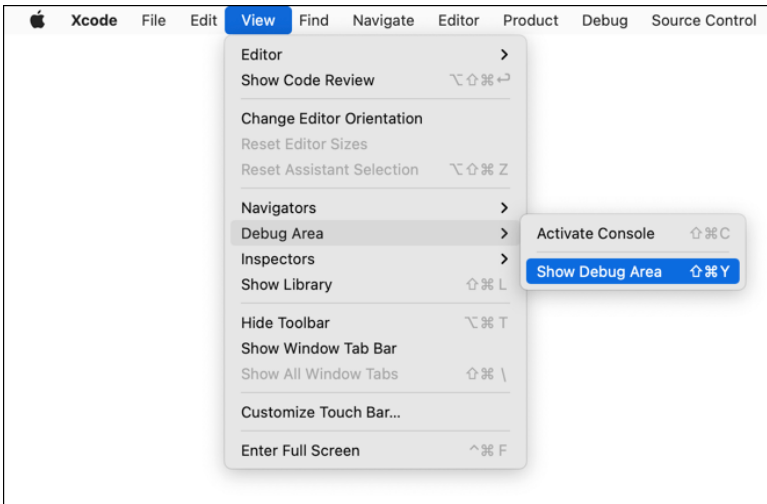 Xcode File Edit View Find Navigate Editor Product Debug Source Control
Editor
Show Code Review ⌥⇧⌘↩
Change Editor Orientation
Reset Editor Sizes
Reset Assistant Selection ⌥⇧⌘Z
Navigators
Debug Area
Activate Console ⇧⌘C
Inspectors
Show Debug Area ⇧⌘Y
Show Library ⇧⌘L
Hide Toolbar ⌥⌘T
Show Window Tab Bar
Show All Window Tabs ⇧⌘\
Customize Touch Bar...
Enter Full Screen ^⌘F